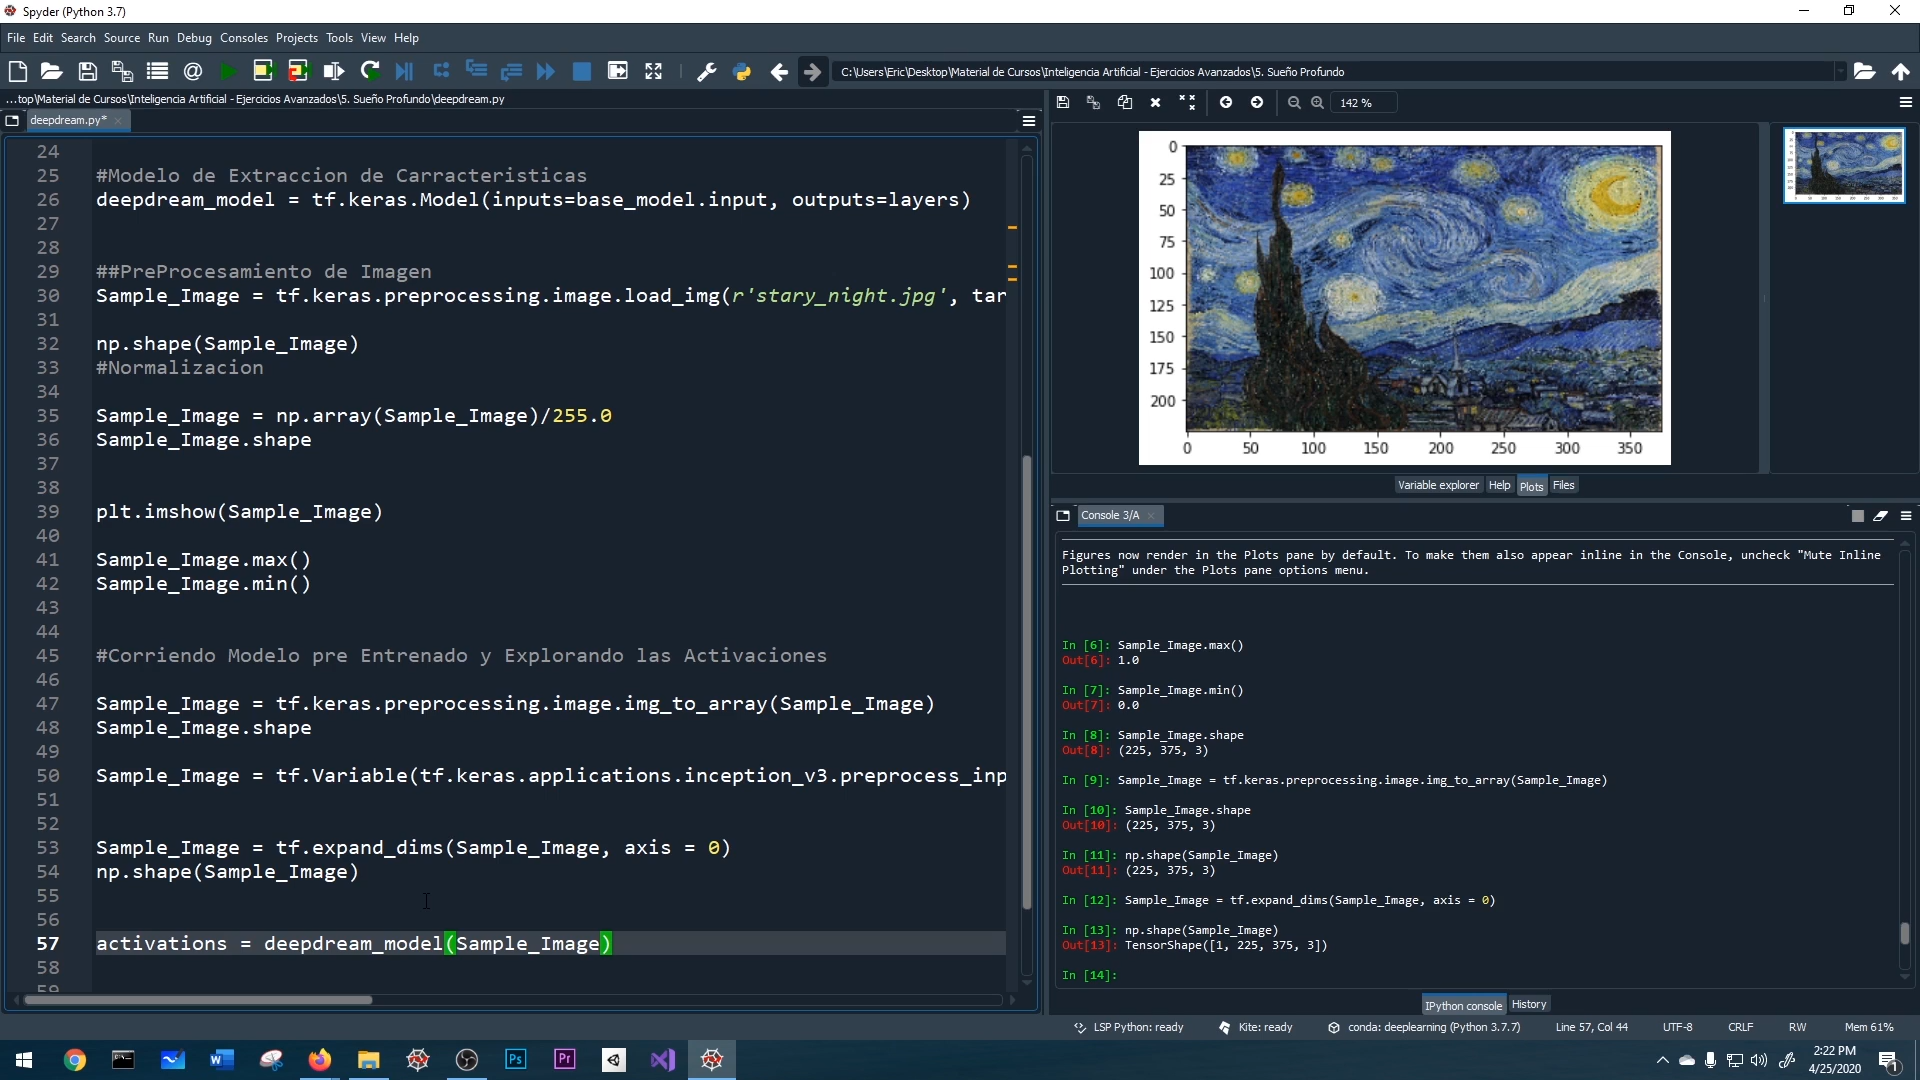 Spyder (Python 3.7)
File Edit Search Source Run Debug Consoles Projects Tools View Help
C:\Users\Eric\Desktop\Material de Cursos\Inteligencia Artificial - Ejercicios Avanzados\5. Sueño Profundo
...top\Material de Cursos\Inteligencia Artificial - Ejercicios Avanzados\5. Sueño Profundo\deepdream.py
deepdream.py*
24
25 #Modelo de Extraccion de Carracteristicas
26 deepdream_model = tf.keras.Model(inputs=base_model.input, outputs=layers)
27
28
29 ##PreProcesamiento de Imagen
30 Sample_Image = tf.keras.preprocessing.image.load_img(r'stary_night.jpg', tar
31
32 np.shape(Sample_Image)
33 #Normalizacion
34
35 Sample_Image = np.array(Sample_Image)/255.0
36 Sample_Image.shape
37
38
39 plt.imshow(Sample_Image)
40
41 Sample_Image.max()
42 Sample_Image.min()
43
44
45 #Corriendo Modelo pre Entrenado y Explorando las Activaciones
46
47 Sample_Image = tf.keras.preprocessing.image.img_to_array(Sample_Image)
48 Sample_Image.shape
49
50 Sample_Image = tf.Variable(tf.keras.applications.inception_v3.preprocess_inp
51
52
53 Sample_Image = tf.expand_dims(Sample_Image, axis = 0)
54 np.shape(Sample_Image)
55
56
57 activations = deepdream_model(Sample_Image)
58
59
142 %
0
25
50
75
100
125
150
175
200
0 50 100 150 200 250 300 350
Variable explorer Help Plots Files
Console 3/A
Figures now render in the Plots pane by default. To make them also appear inline in the Console, uncheck "Mute Inline
Plotting" under the Plots pane options menu.
In [6]: Sample_Image.max()
Out[6]: 1.0
In [7]: Sample_Image.min()
Out[7]: 0.0
In [8]: Sample_Image.shape
Out[8]: (225, 375, 3)
In [9]: Sample_Image = tf.keras.preprocessing.image.img_to_array(Sample_Image)
In [10]: Sample_Image.shape
Out[10]: (225, 375, 3)
In [11]: np.shape(Sample_Image)
Out[11]: (225, 375, 3)
In [12]: Sample_Image = tf.expand_dims(Sample_Image, axis = 0)
In [13]: np.shape(Sample_Image)
Out[13]: TensorShape([1, 225, 375, 3])
In [14]:
IPython console History
LSP Python: ready Kite: ready conda: deeplearning (Python 3.7.7) Line 57, Col 44 UTF-8 CRLF RW Mem 61%
Ps Pr
2:22 PM
4/25/2020
1